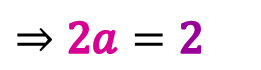 ⇒ 2a = 2